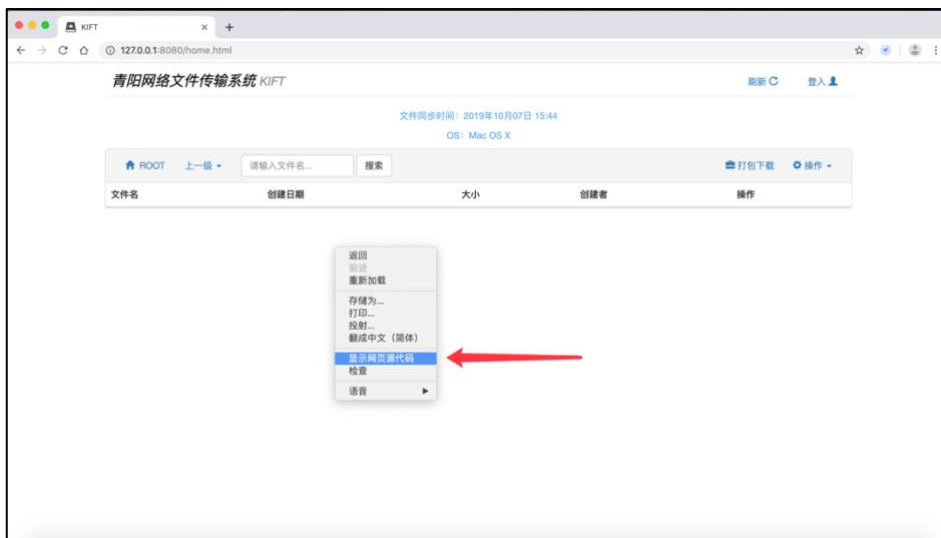 KIFT
127.0.0.1:8080/home.html
青阳网络文件传输系统 KIFT
刷新 登入
文件同步时间：2019年10月07日 15:44
OS：Mac OS X
ROOT 上一级 请输入文件名... 搜索 打包下载 操作
文件名 创建日期 大小 创建者 操作
返回
前进
重新加载
存储为...
打印...
投射...
翻成中文（简体）
显示网页源代码
检查
语音